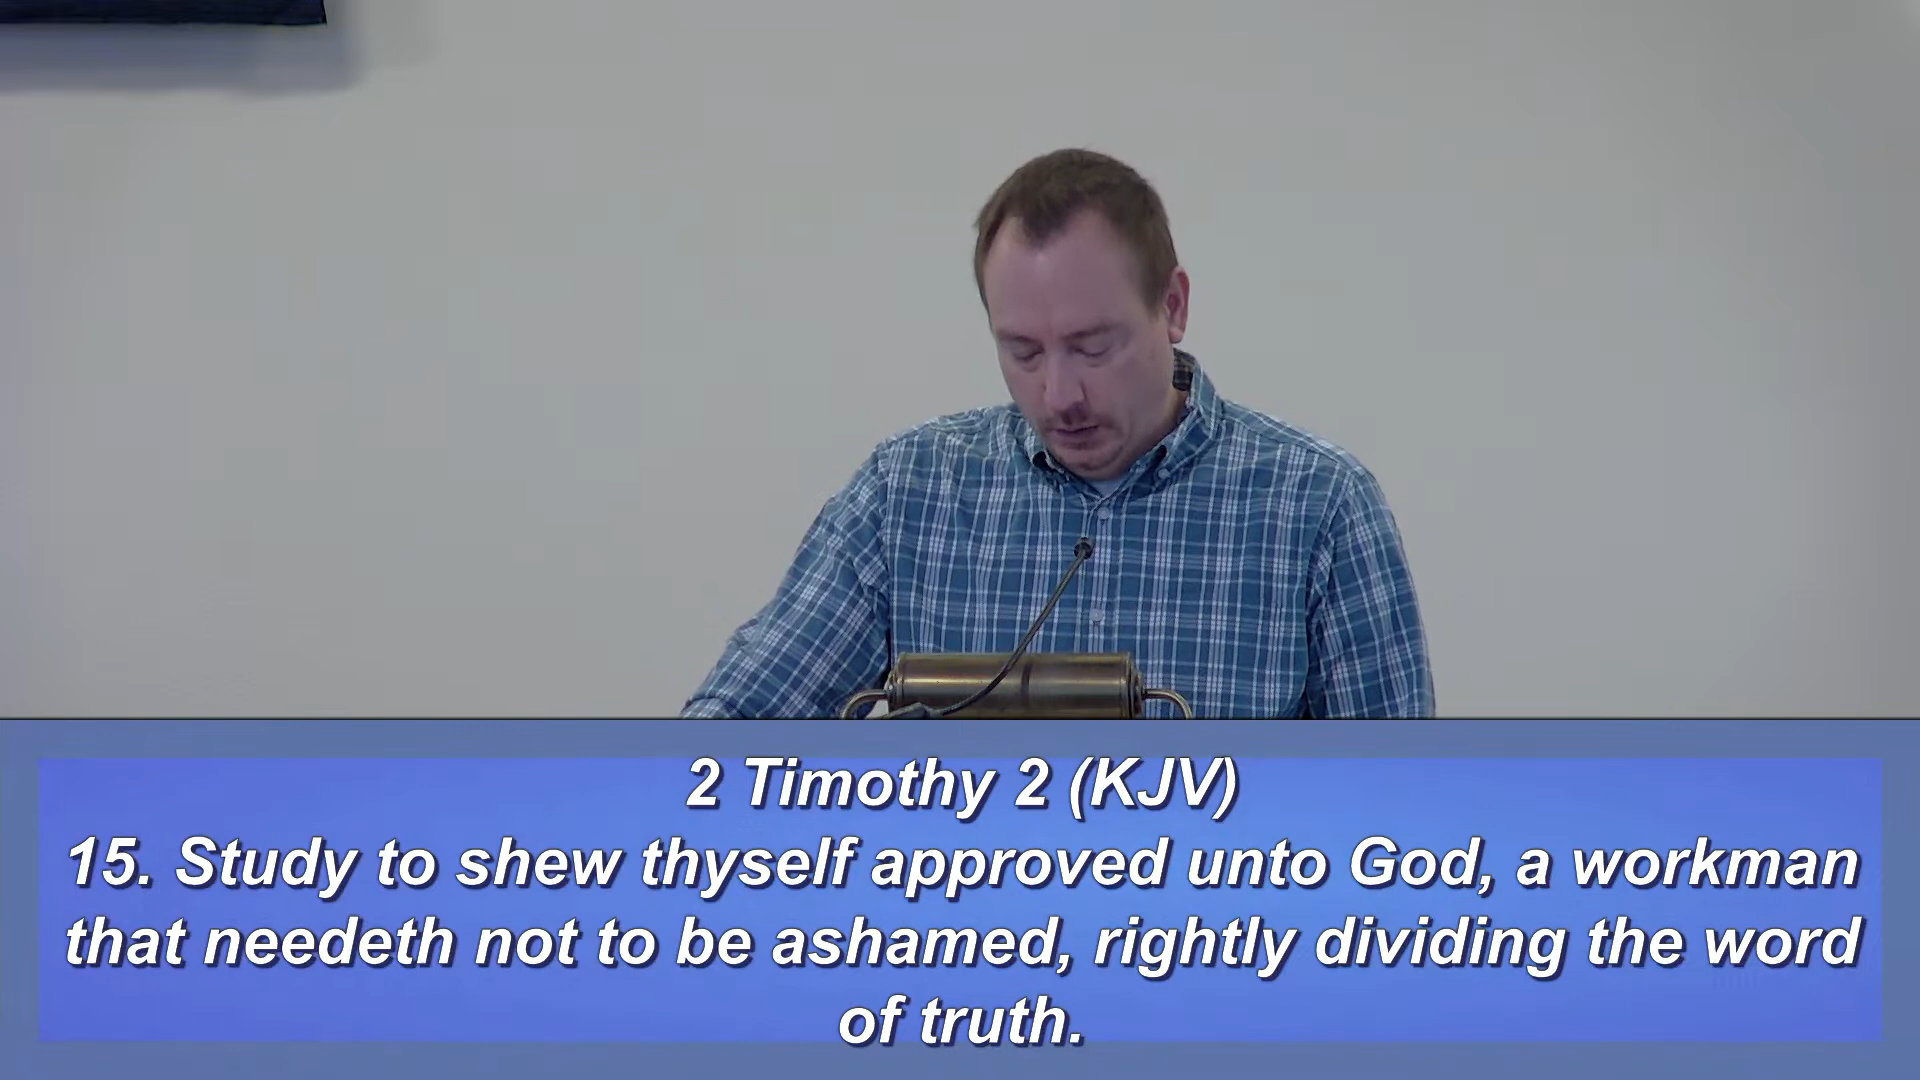 2 Timothy 2 (KJV)
15. Study to shew thyself approved unto God, a workman
that needeth not to be ashamed, rightly dividing the word
of truth.